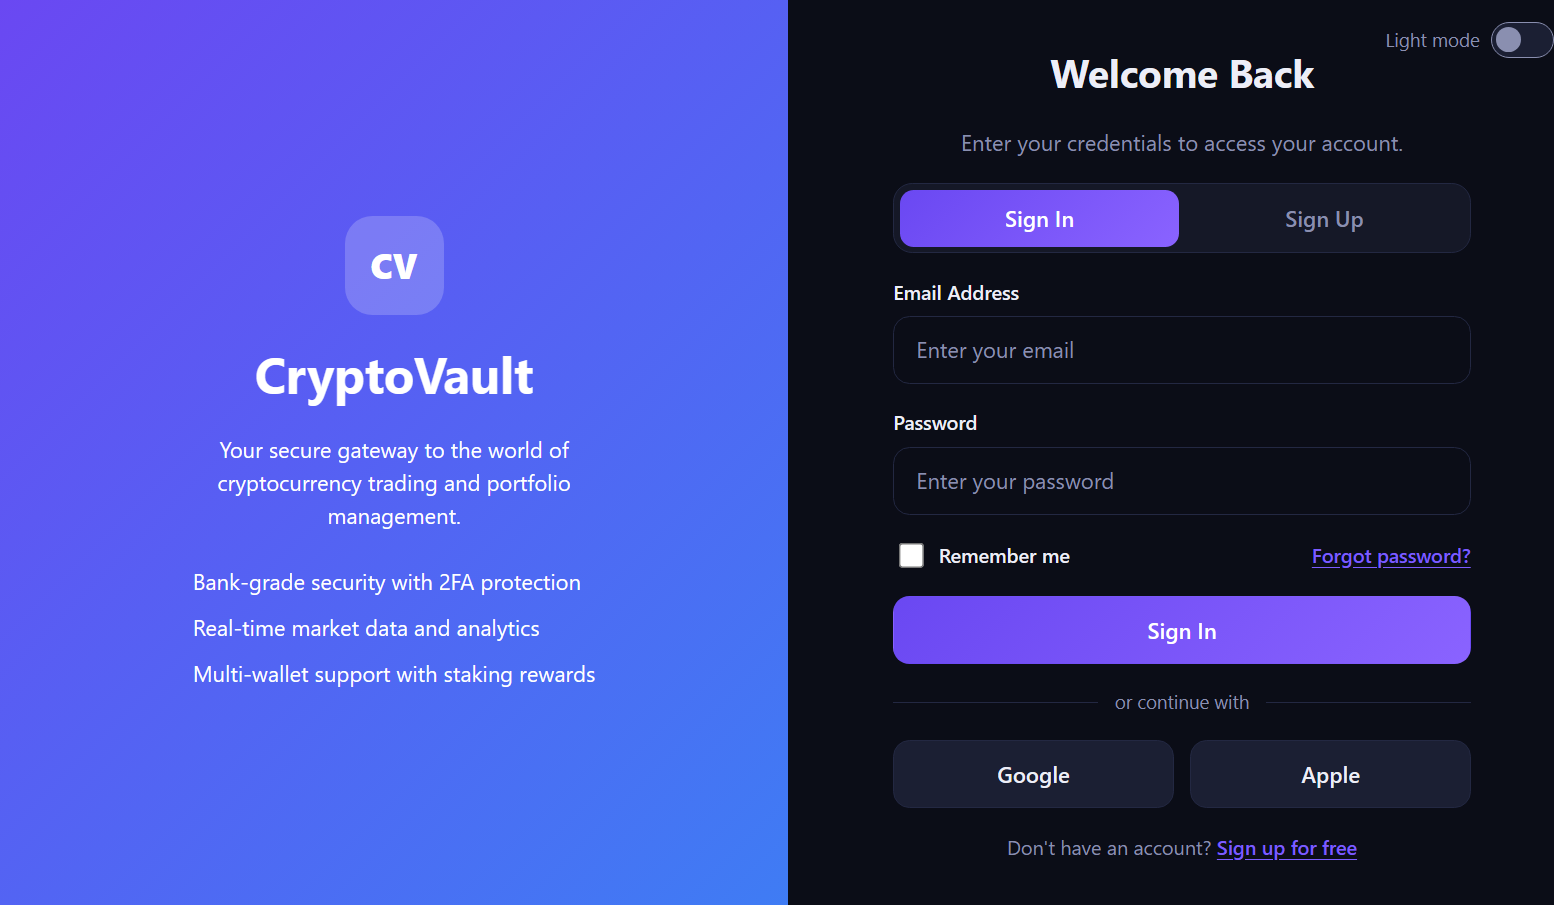 cv
CryptoVault
Your secure gateway to the world of
cryptocurrency trading and portfolio
management.
Bank-grade security with 2FA protection
Real-time market data and analytics
Multi-wallet support with staking rewards
Light mode
Welcome Back
Enter your credentials to access your account.
Sign In
Sign Up
Email Address
Enter your email
Password
Enter your password
Remember me
Forgot password?
Sign In
or continue with
Google
Apple
Don't have an account? Sign up for free